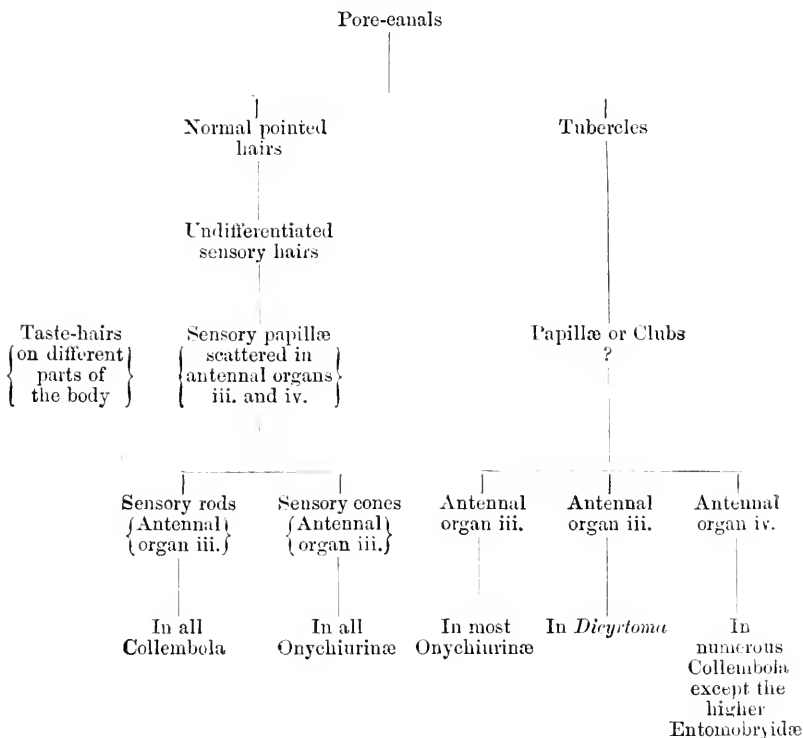 Pore-eanals
Normal pointed
hairs
Tubercles
Undifferentiated
sensory hairs
Taste-hairs
on different
parts of
the body
Sensory papillæ
scattered in
antennal organs
iii. and iv.
Papillæ or Clubs
?
Sensory rods
Antennal
organ iii.
Sensory cones
Antennal
organ iii.
Antennal
organ iii.
Antennal
organ iii.
Antennal
organ iv.
In all
Collembola
In all
Onychiurinæ
In most
Onychiurinæ
In Dicyrtoma
In
numerous
Collembola
except the
higher
Entomobryidæ